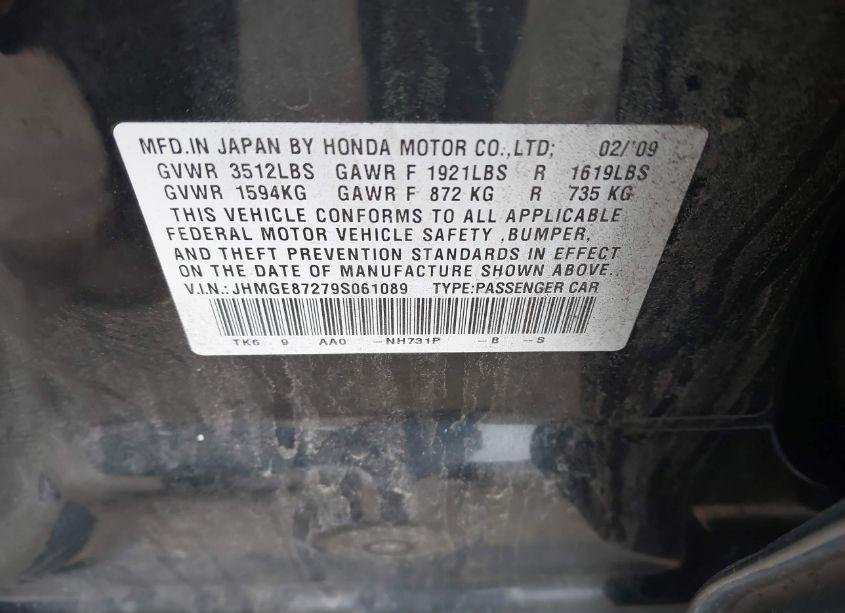 MFD.IN JAPAN BY HONDA MOTOR CO.,LTD; 02/'09
GVWR 3512LBS GAWR F 1921LBS R 1619LBS
GVWR 1594KG GAWR F 872 KG R 735 KG
THIS VEHICLE CONFORMS TO ALL APPLICABLE
FEDERAL MOTOR VEHICLE SAFETY ,BUMPER,
AND THEFT PREVENTION STANDARDS IN EFFECT
ON THE DATE OF MANUFACTURE SHOWN ABOVE..
V.I.N.: JHMGE87279S061089 TYPE:PASSENGER CAR
TK6 9 AA0 -NH731P -B -S